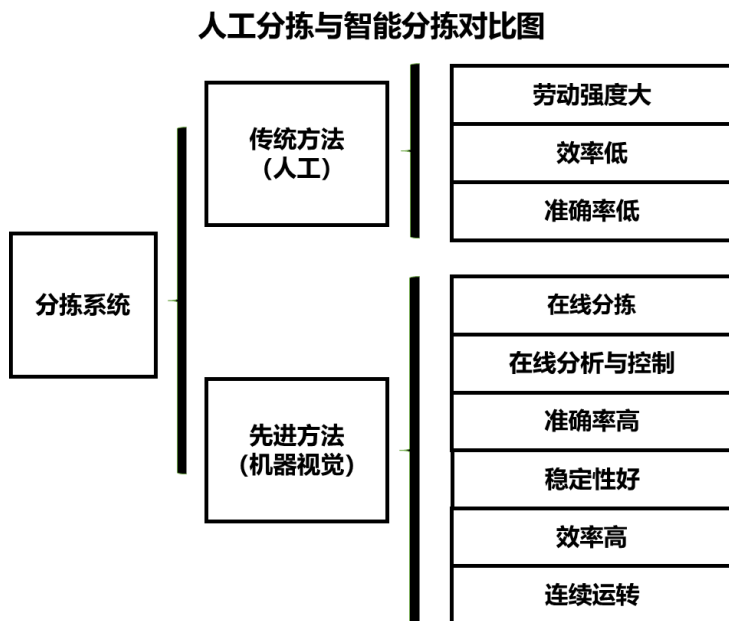 人工分拣与智能分拣对比图
分拣系统
传统方法
（人工）
劳动强度大
效率低
准确率低
先进方法
（机器视觉）
在线分拣
在线分析与控制
准确率高
稳定性好
效率高
连续运转